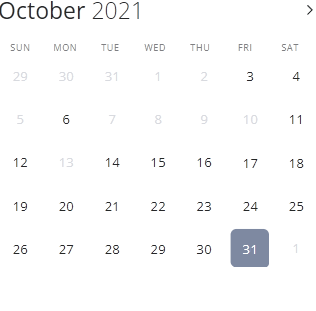 October 2021
SUN MON TUE WED THU FRI SAT
29 30 31 1 2 3 4
5 6 7 8 9 10 11
12 13 14 15 16 17 18
19 20 21 22 23 24 25
26 27 28 29 30 31 1